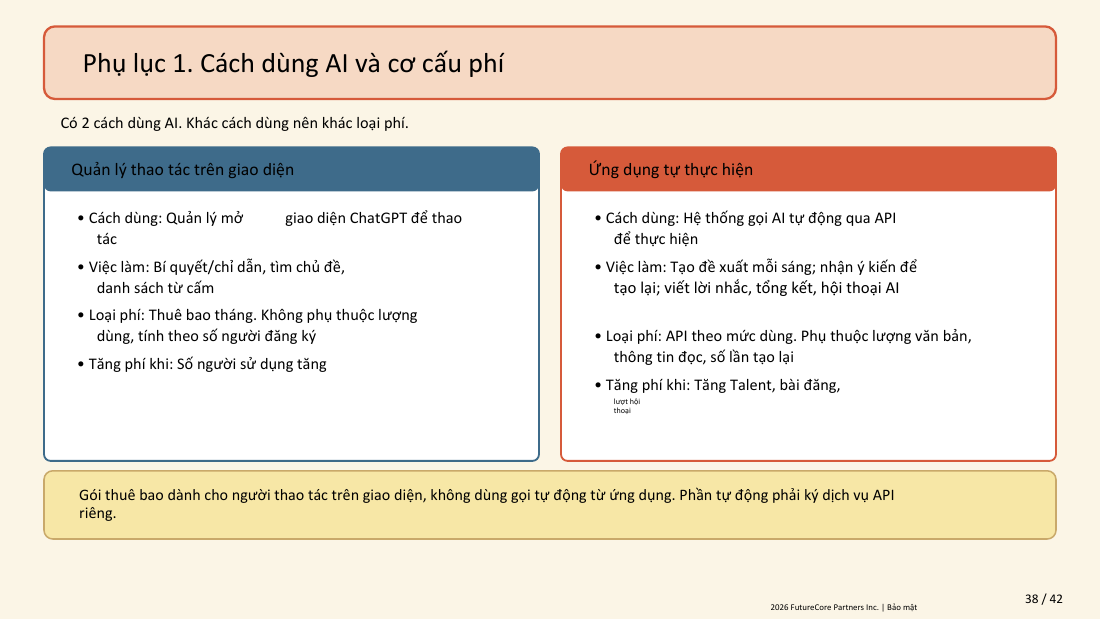 Phụ lục 1. Cách dùng AI và cơ cấu phí
Có 2 cách dùng AI. Khác cách dùng nên khác loại phí.
Quản lý thao tác trên giao diện
• Cách dùng: Quản lý mở giao diện ChatGPT để thao
tác
• Việc làm: Bí quyết/chỉ dẫn, tìm chủ đề,
danh sách từ cấm
• Loại phí: Thuê bao tháng. Không phụ thuộc lượng
dùng, tính theo số người đăng ký
• Tăng phí khi: Số người sử dụng tăng
Ứng dụng tự thực hiện
• Cách dùng: Hệ thống gọi AI tự động qua API
để thực hiện
• Việc làm: Tạo đề xuất mỗi sáng; nhận ý kiến để
tạo lại; viết lời nhắc, tổng kết, hội thoại AI
• Loại phí: API theo mức dùng. Phụ thuộc lượng văn bản,
thông tin đọc, số lần tạo lại
• Tăng phí khi: Tăng Talent, bài đăng,
lượt hội
thoại
Gói thuê bao dành cho người thao tác trên giao diện, không dùng gọi tự động từ ứng dụng. Phần tự động phải ký dịch vụ API
riêng.
2026 FutureCore Partners Inc. | Bảo mật
38 / 42